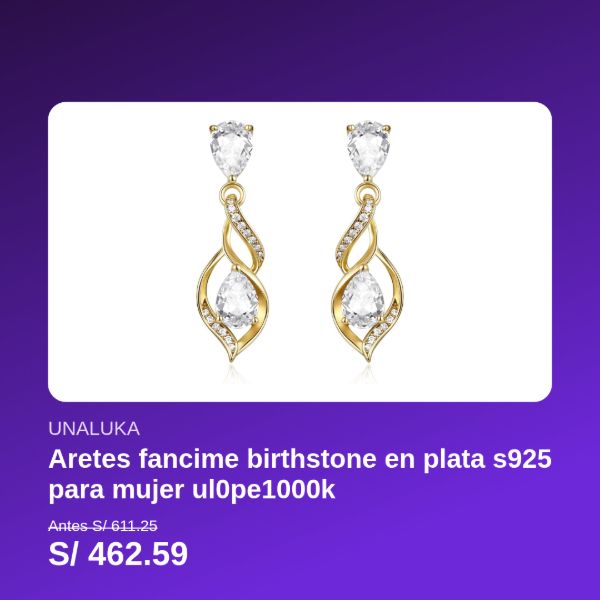 UNALUKA
Aretes fancime birthstone en plata s925
para mujer ul0pe1000k
Antes S/ 611.25
S/ 462.59